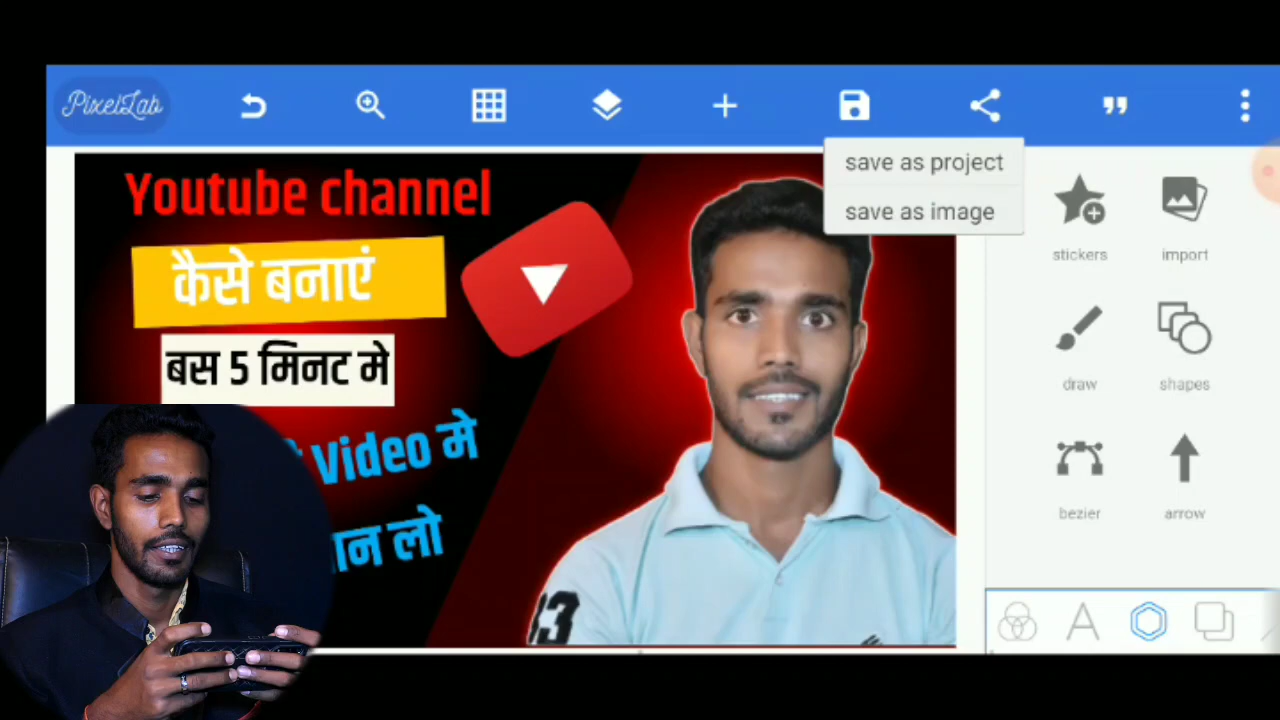 PixelLab
save as project
save as image
Youtube channel
कैसे बनाएं
बस 5 मिनट मे
Video मे
लो
stickers
import
draw
shapes
bezier
arrow